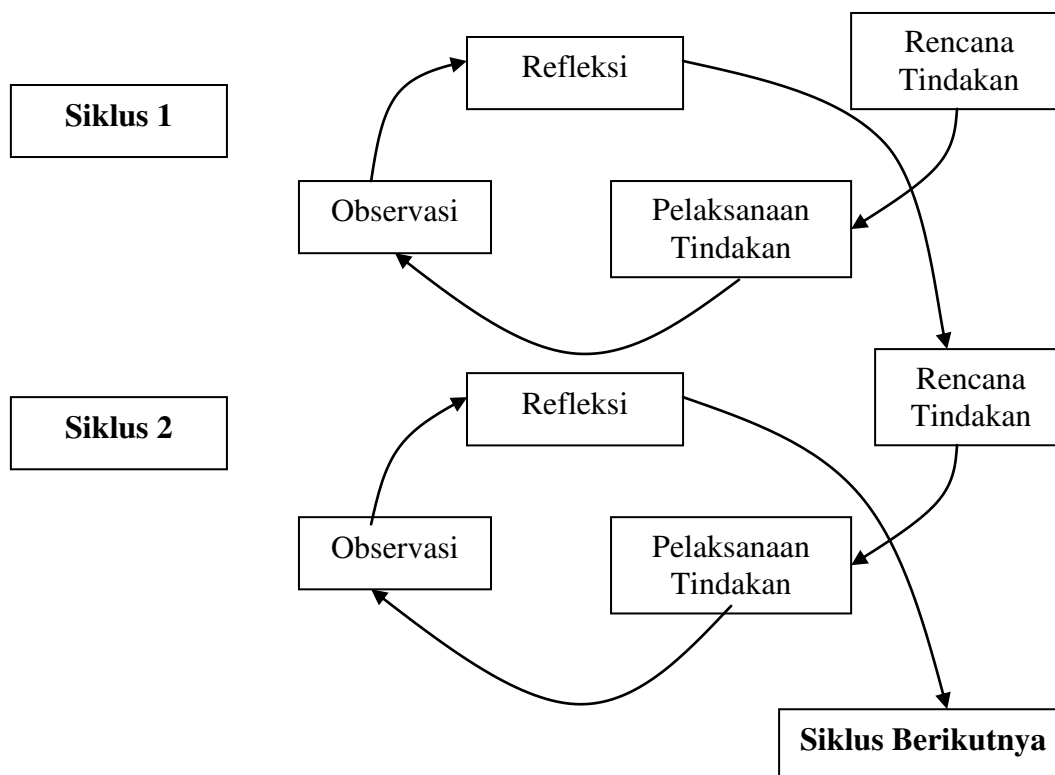 Refleksi
Rencana
Tindakan
Siklus 1
Observasi
Pelaksanaan
Tindakan
Rencana
Tindakan
Refleksi
Siklus 2
Observasi
Pelaksanaan
Tindakan
Siklus Berikutnya